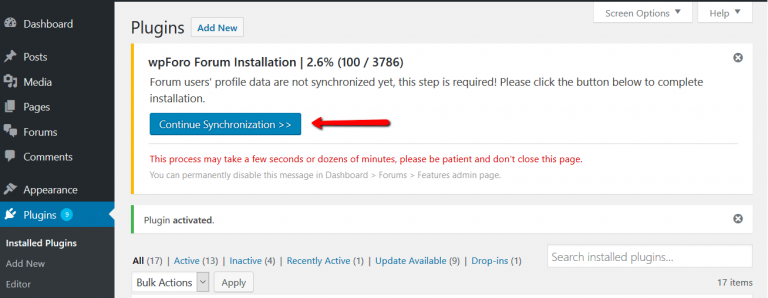 Dashboard
Posts
Media
Pages
Forums
Comments
Appearance
Plugins 9
Installed Plugins
Add New
Editor
Screen Options
Help
Plugins Add New
wpForo Forum Installation | 2.6% (100 / 3786)
Forum users' profile data are not synchronized yet, this step is required! Please click the button below to complete
installation.
Continue Synchronization >>
This process may take a few seconds or dozens of minutes, please be patient and don't close this page.
You can permanently disable this message in Dashboard > Forums > Features admin page.
Plugin activated.
All (17) | Active (13) | Inactive (4) | Recently Active (1) | Update Available (9) | Drop-ins (1)
Search installed plugins...
Bulk Actions Apply
17 items